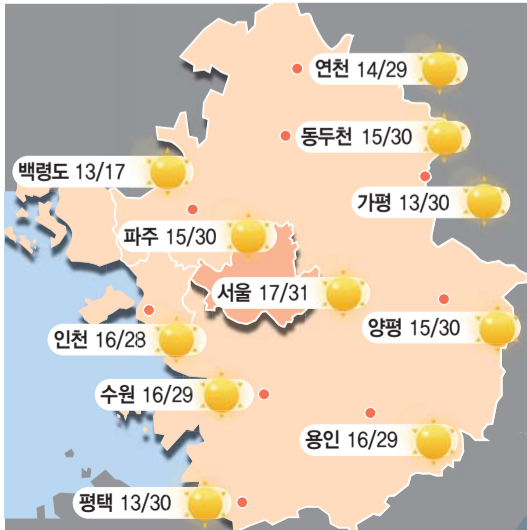 연천 14/29
동두천 15/30
백령도 13/17
가평 13/30
파주 15/30
서울 17/31
양평 15/30
인천 16/28
수원 16/29
용인 16/29
평택 13/30